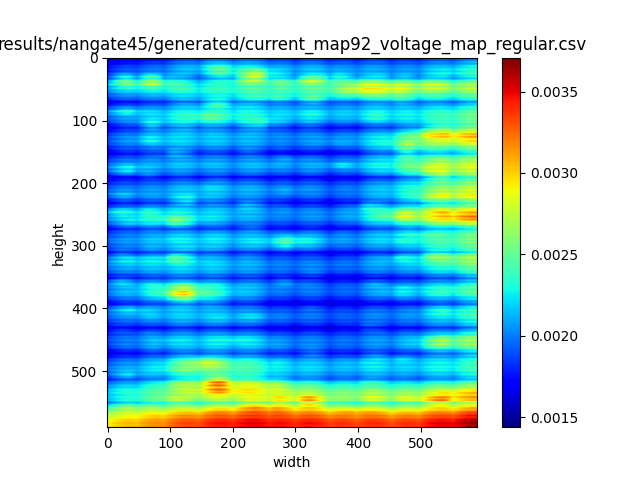 results/nangate45/generated/current_map92_voltage_map_regular.csv
0
100
200
300
400
500
height
0 100 200 300 400 500
width
0.0035
0.0030
0.0025
0.0020
0.0015